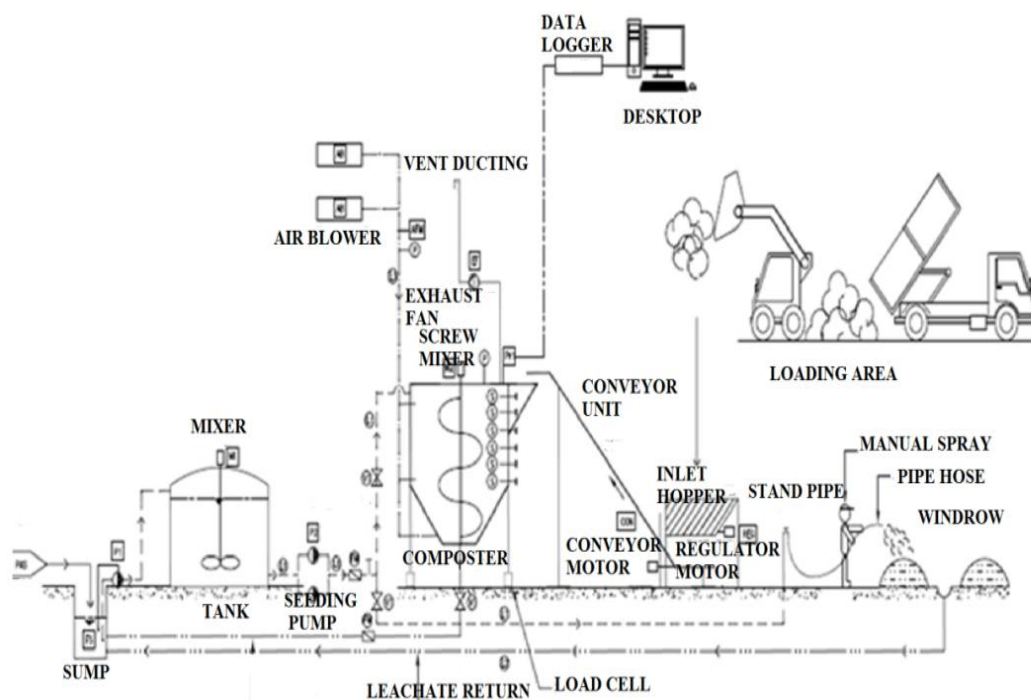 DATA
LOGGER
DESKTOP
VENT DUCTING
AIR BLOWER
EXHAUST
FAN
SCREW
MIXER
LOADING AREA
CONVEYOR
UNIT
MIXER
MANUAL SPRAY
INLET
HOPPER
STAND PIPE
PIPE HOSE
WINDROW
COMPOSTER
CONVEYOR
MOTOR
REGULATOR
MOTOR
P1
TANK
SEEDING
PUMP
SUMP
LEACHATE RETURN
LOAD CELL